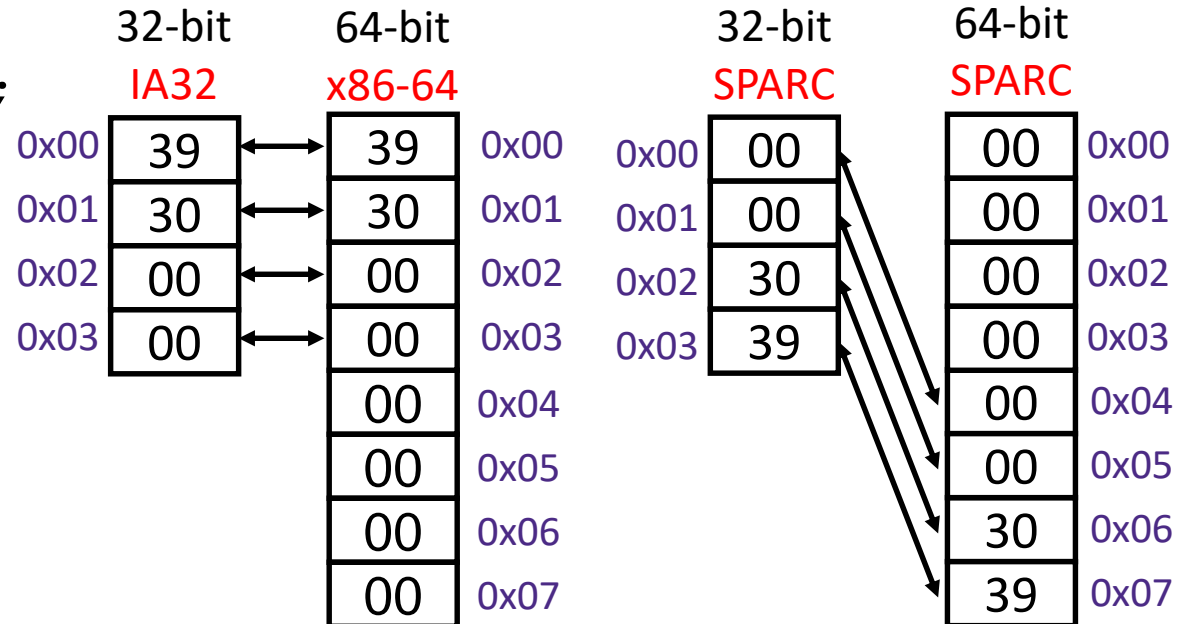 32-bit 64-bit 32-bit 64-bit
; IA32 x86-64 SPARC SPARC
0x00 39 39 0x00 0x00 00 00 0x00
0x01 30 30 0x01 0x01 00 00 0x01
0x02 00 00 0x02 0x02 30 00 0x02
0x03 00 00 0x03 0x03 39 00 0x03
00 0x04 00 0x04
00 0x05 00 0x05
00 0x06 30 0x06
00 0x07 39 0x07